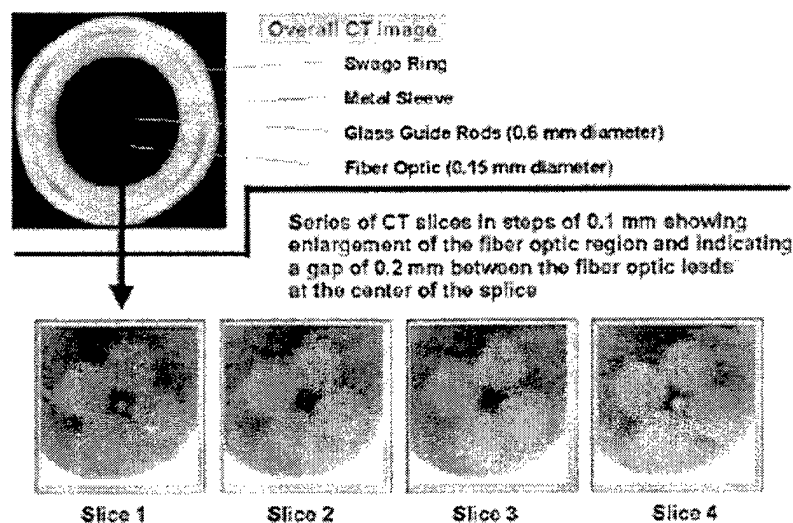 Overall CT Image
Swage Ring
Metal Sleeve
Glass Guide Rods (0.6 mm diameter)
Fiber Optic (0.15 mm diameter)
Series of CT slices in steps of 0.1 mm showing
enlargement of the fiber optic region and indicating
a gap of 0.2 mm between the fiber optic leads
at the center of the splice
Slice 1
Slice 2
Slice 3
Slice 4